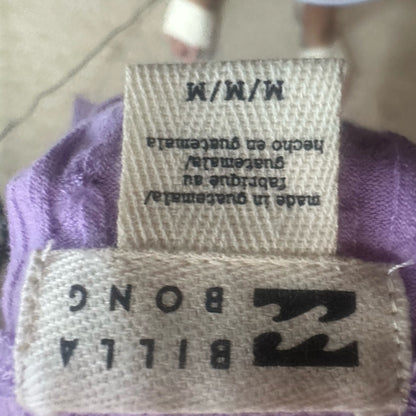 BILLA
BONG
made in guatemala/
fabriqué au
guatemala/
hecho en guatemala
M/M/M